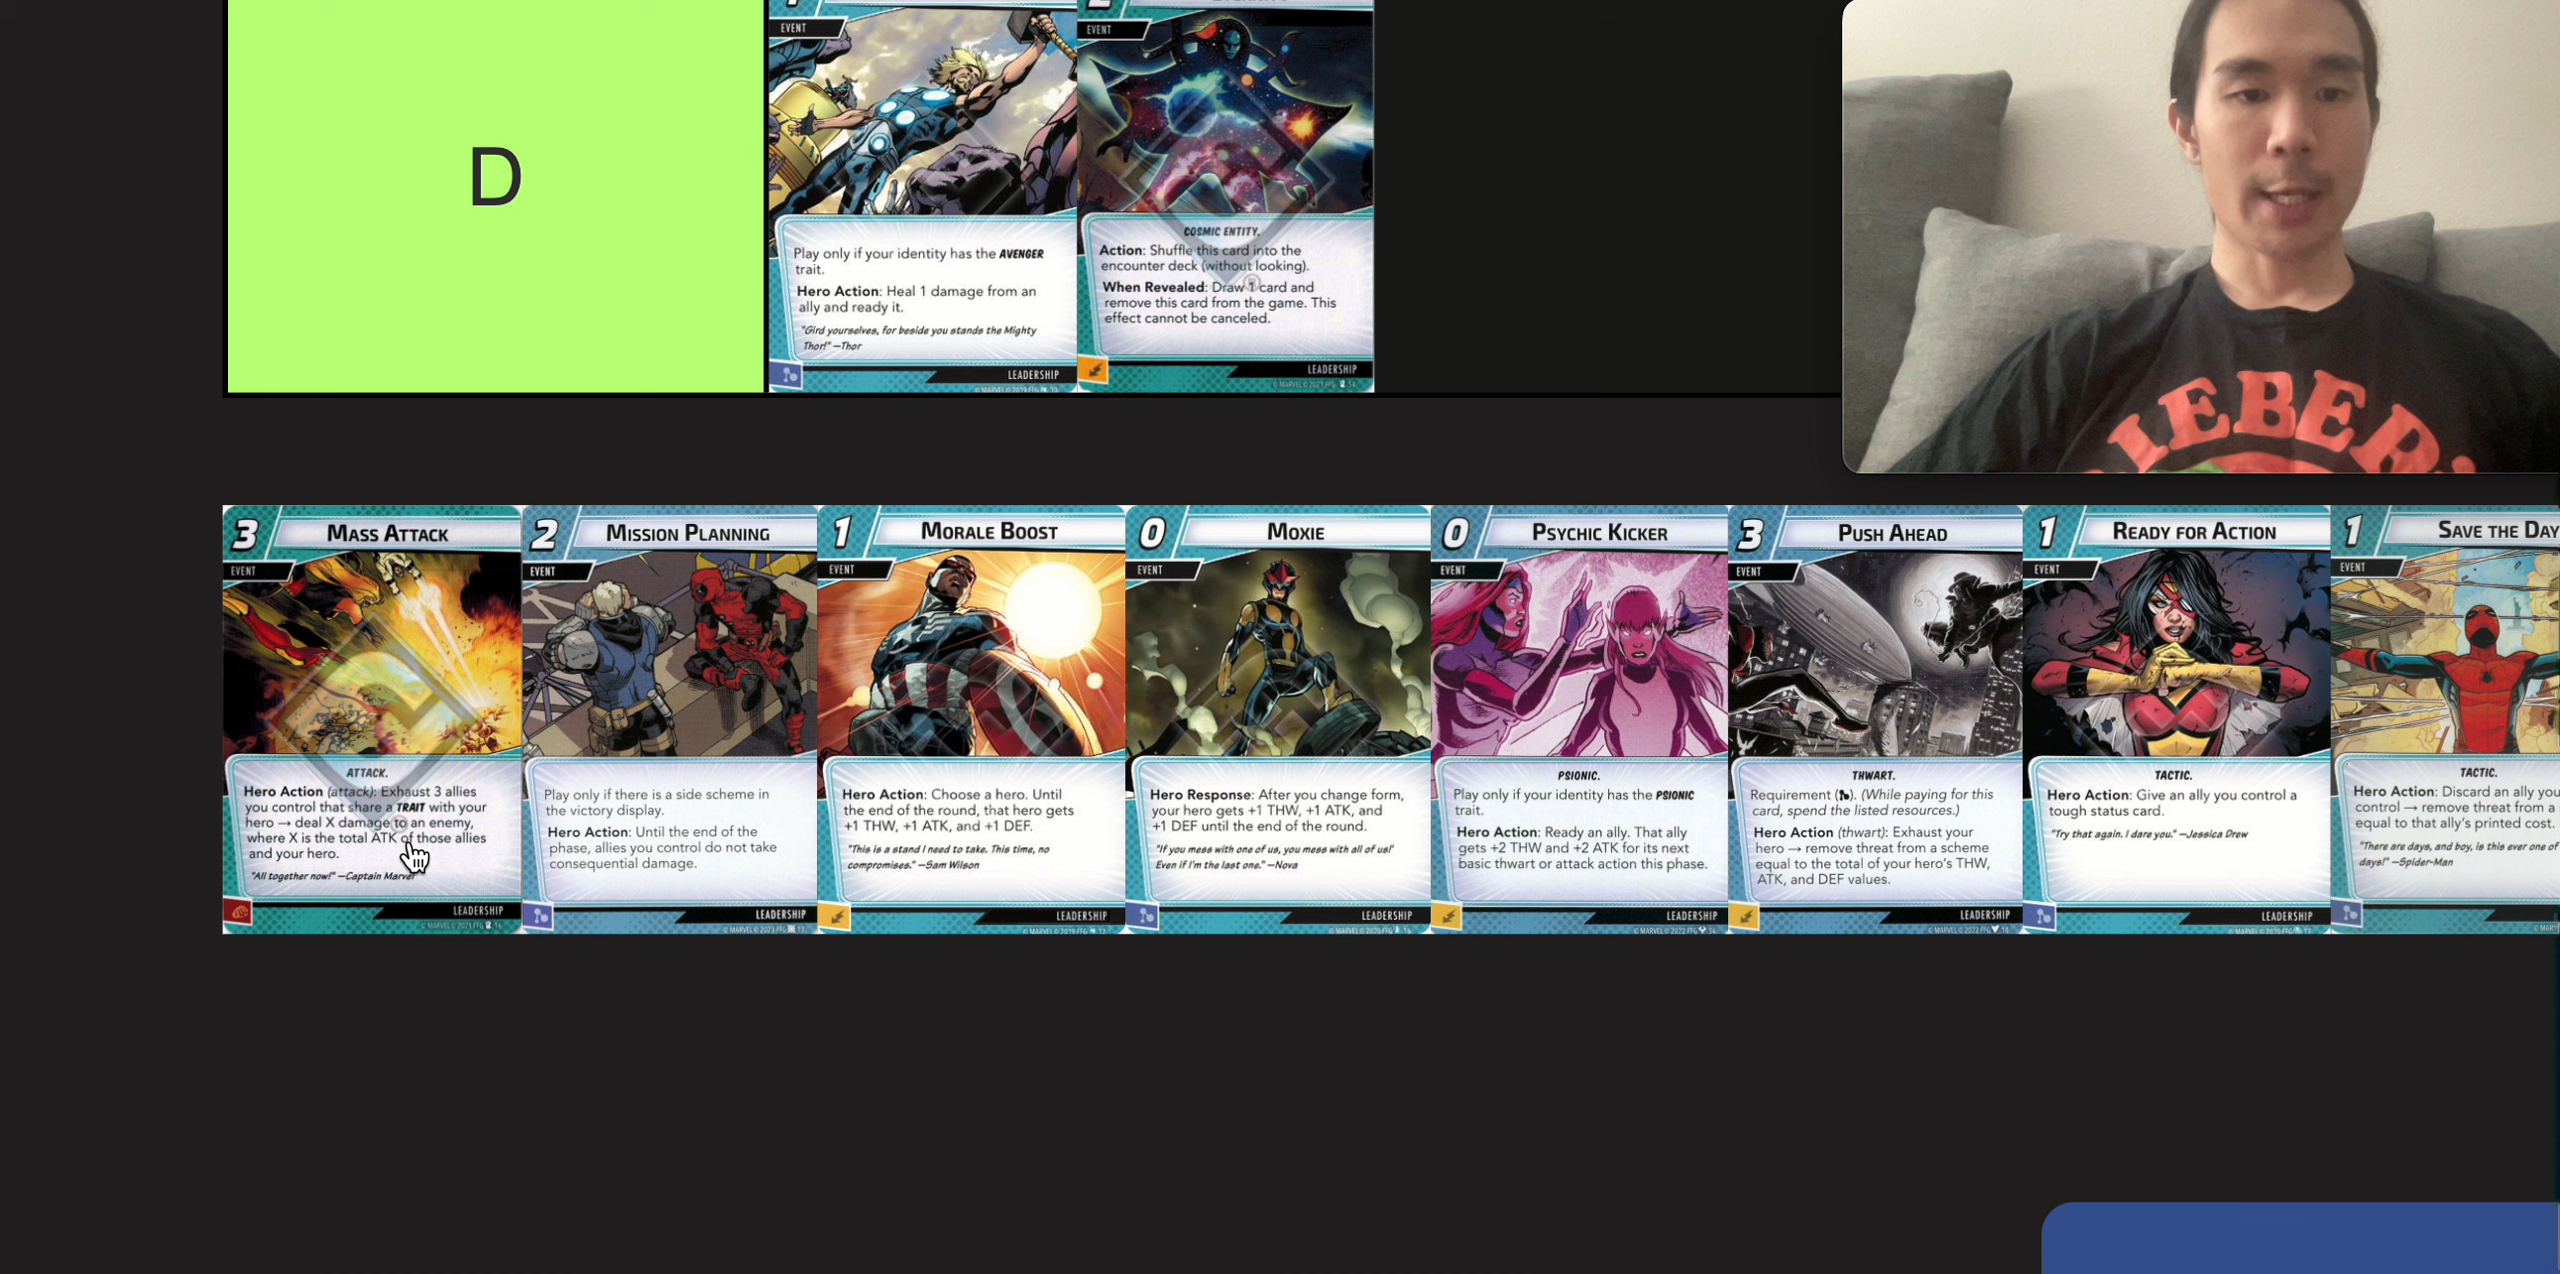 D
EVENT
Play only if your identity has the AVENGER
trait.
Hero Action: Heal 1 damage from an
ally and ready it.
"Gird yourselves, for beside you stands the Mighty
Thor!" —Thor
LEADERSHIP
EVENT
COSMIC ENTITY.
Action: Shuffle this card into the
encounter deck (without looking).
When Revealed: Draw 1 card and
remove this card from the game. This
effect cannot be canceled.
LEADERSHIP
3
MASS ATTACK
EVENT
ATTACK.
Hero Action (attack): Exhaust 3 allies
you control that share a TRAIT with your
hero → deal X damage to an enemy,
where X is the total ATK of those allies
and your hero.
"All together now!" —Captain Marvel
LEADERSHIP
2
MISSION PLANNING
EVENT
Play only if there is a side scheme in
the victory display.
Hero Action: Until the end of the
phase, allies you control do not take
consequential damage.
LEADERSHIP
1
MORALE BOOST
EVENT
Hero Action: Choose a hero. Until
the end of the round, that hero gets
+1 THW, +1 ATK, and +1 DEF.
"This is a stand I need to take. This time, no
compromises." —Sam Wilson
LEADERSHIP
0
MOXIE
EVENT
Hero Response: After you change form,
your hero gets +1 THW, +1 ATK, and
+1 DEF until the end of the round.
"If you mess with one of us, you mess with all of us!'
Even if I'm the last one." —Nova
LEADERSHIP
0
PSYCHIC KICKER
EVENT
PSIONIC.
Play only if your identity has the PSIONIC
trait.
Hero Action: Ready an ally. That ally
gets +2 THW and +2 ATK for its next
basic thwart or attack action this phase.
LEADERSHIP
3
PUSH AHEAD
EVENT
THWART.
Requirement (). (While paying for this
card, spend the listed resources.)
Hero Action (thwart): Exhaust your
hero → remove threat from a scheme
equal to the total of your hero's THW,
ATK, and DEF values.
LEADERSHIP
1
READY FOR ACTION
EVENT
TACTIC.
Hero Action: Give an ally you control a
tough status card.
"Try that again. I dare you." —Jessica Drew
LEADERSHIP
1
SAVE THE DAY
EVENT
TACTIC.
Hero Action: Discard an ally you
control → remove threat from a
equal to that ally's printed cost.
"There are days, and boy, is this ever one of
days!" —Spider-Man